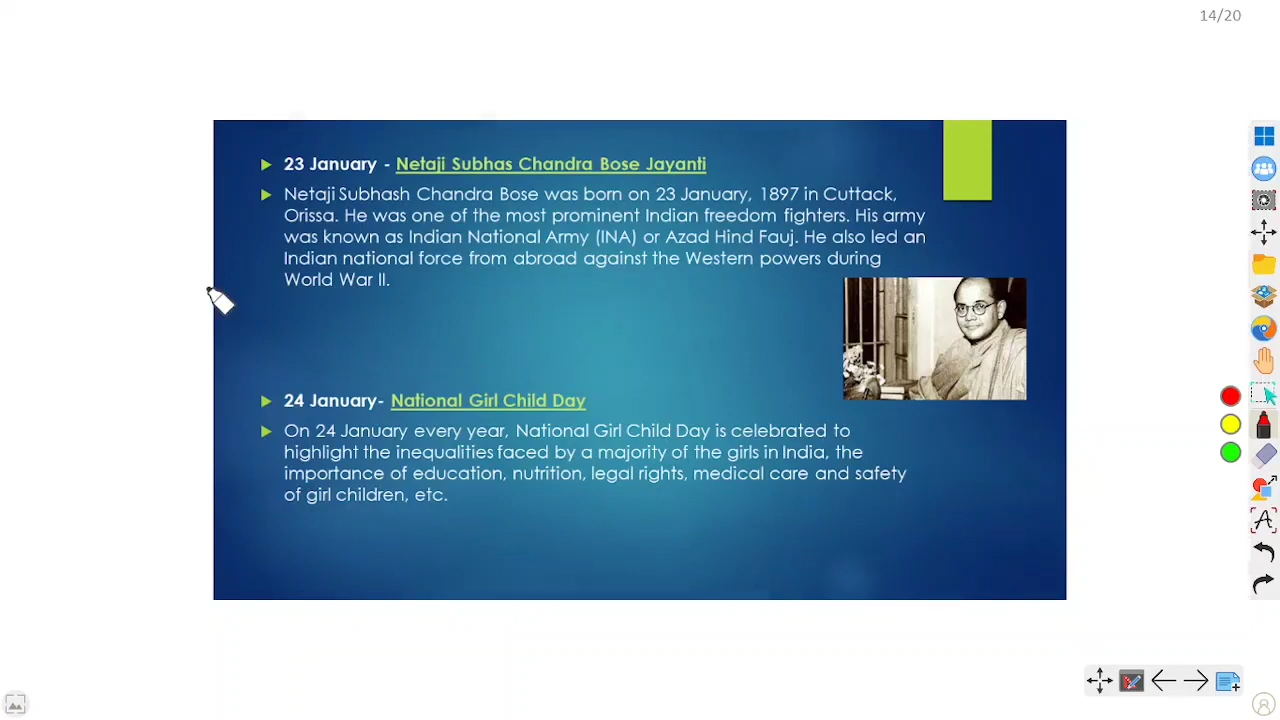 14/20
23 January - Netaji Subhas Chandra Bose Jayanti
Netaji Subhash Chandra Bose was born on 23 January, 1897 in Cuttack,
Orissa. He was one of the most prominent Indian freedom fighters. His army
was known as Indian National Army (INA) or Azad Hind Fauj. He also led an
Indian national force from abroad against the Western powers during
World War II.
24 January- National Girl Child Day
On 24 January every year, National Girl Child Day is celebrated to
highlight the inequalities faced by a majority of the girls in India, the
importance of education, nutrition, legal rights, medical care and safety
of girl children, etc.